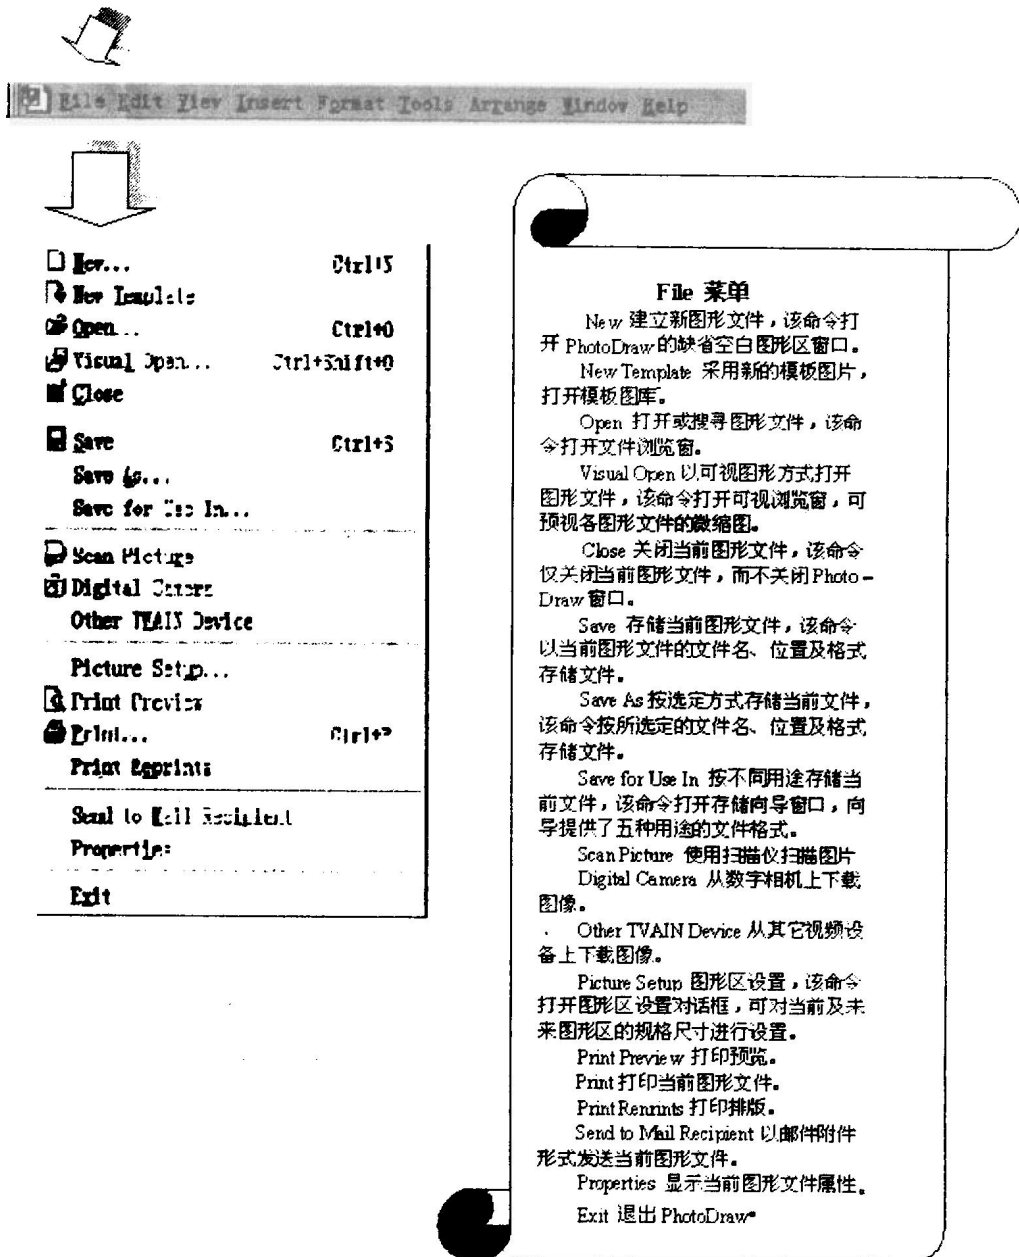 File Edit View Insert Format Tools Arrange Window Help
New...
New Template
Open... Ctrl+O
Visual Open... Ctrl+Shift+O
Close
Save Ctrl+S
Save As...
Save for Use In...
Scan Picture
Digital Camera
Other TWAIN Device
Picture Setup...
Print Preview
Print... Ctrl+P
Print Reprints
Send to Mail Recipient
Properties
Exit
File 菜单
New 建立新图形文件，该命令打
开 PhotoDraw 的缺省空白图形区窗口。
New Template 采用新的模板图片，
打开模板图库。
Open 打开或搜寻图形文件，该命
令打开文件浏览窗。
Visual Open 以可视图形方式打开
图形文件，该命令打开可视浏览窗，可
预视各图形文件的微缩图。
Close 关闭当前图形文件，该命令
仅关闭当前图形文件，而不关闭 Photo-
Draw 窗口。
Save 存储当前图形文件，该命令
以当前图形文件的文件名、位置及格式
存储文件。
Save As 按选定方式存储当前文件，
该命令按所选定的文件名、位置及格式
存储文件。
Save for Use In 按不同用途存储当
前文件，该命令打开存储向导窗口，向
导提供了五种用途的文件格式。
Scan Picture 使用扫描仪扫描图片
Digital Camera 从数字相机上下载
图像。
Other TVAIN Device 从其它视频设
备上下载图像。
Picture Setup 图形区设置，该命令
打开图形区设置对话框，可对当前及未
来图形区的规格尺寸进行设置。
Print Preview 打印预览。
Print 打印当前图形文件。
Print Renrints 打印排版。
Send to Mail Recipient 以邮件附件
形式发送当前图形文件。
Properties 显示当前图形文件属性。
Exit 退出 PhotoDraw